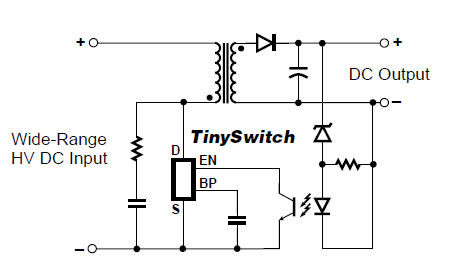 +
+
DC Output
−
TinySwitch
Wide-Range
HV DC Input
D
EN
BP
S
−